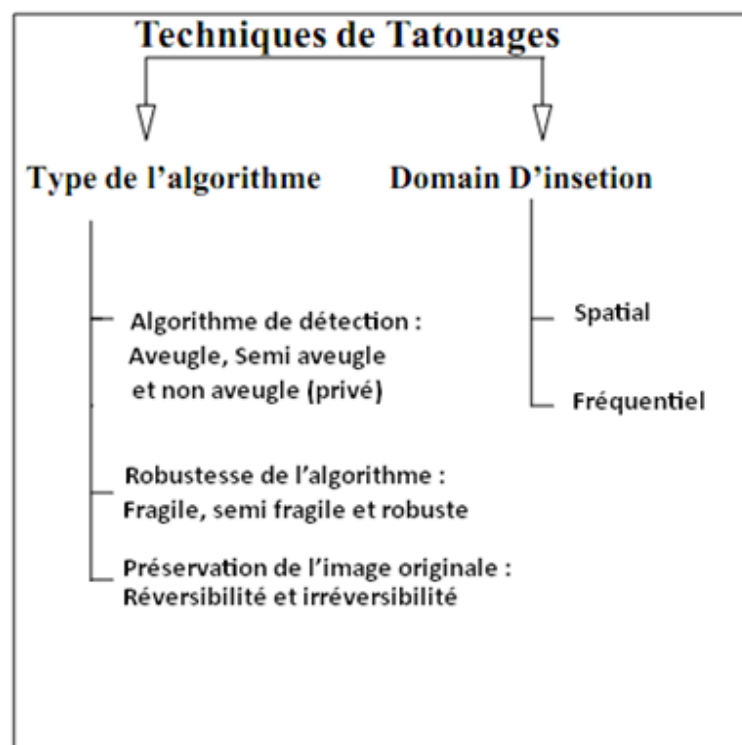 Techniques de Tatouages
Type de l'algorithme
Domain D'insetion
Algorithme de détection :
Aveugle, Semi aveugle
et non aveugle (privé)
Robustesse de l'algorithme :
Fragile, semi fragile et robuste
Préservation de l'image originale :
Réversibilité et irréversibilité
Spatial
Fréquentiel